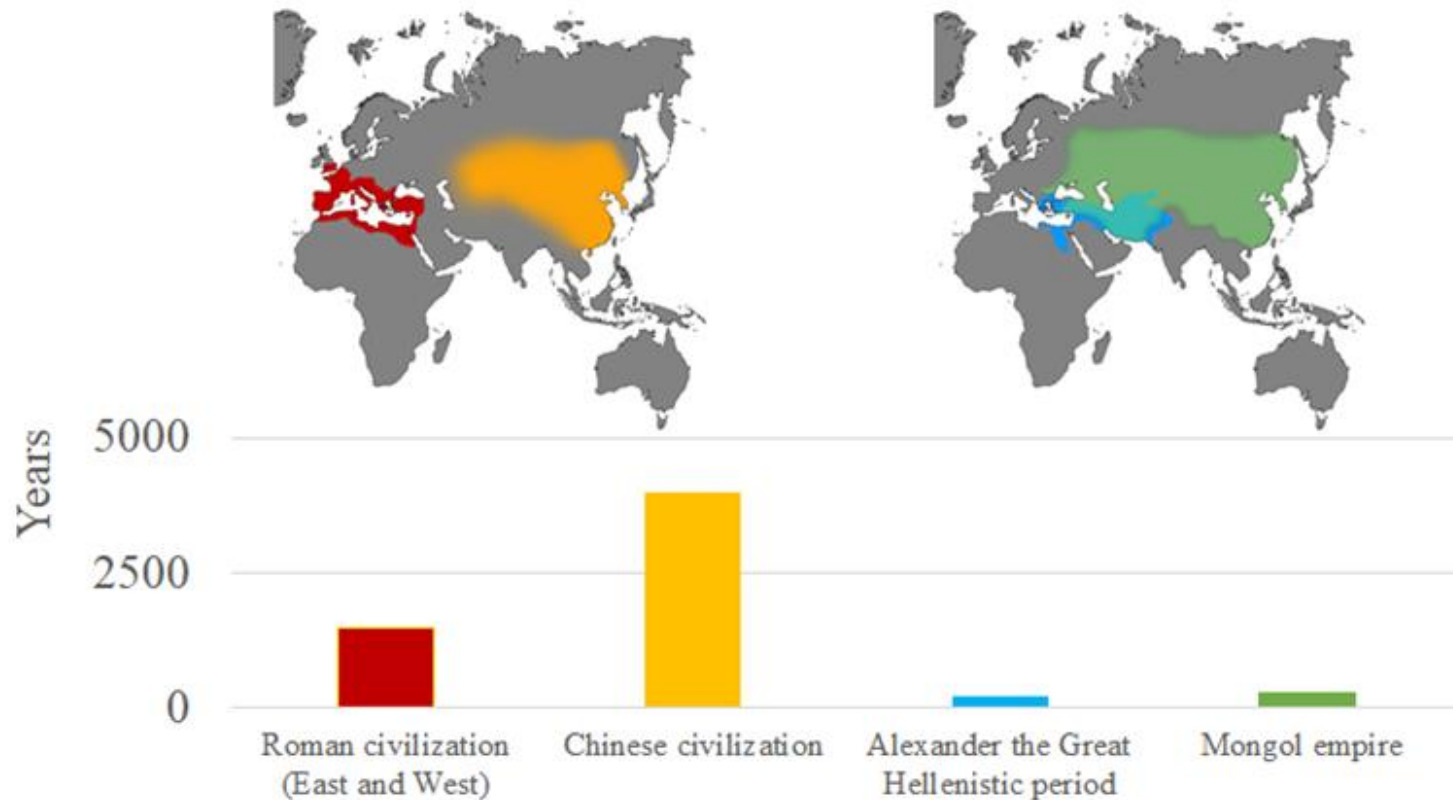 Years
5000
2500
0
Roman civilization
(East and West)
Chinese civilization
Alexander the Great
Hellenistic period
Mongol empire